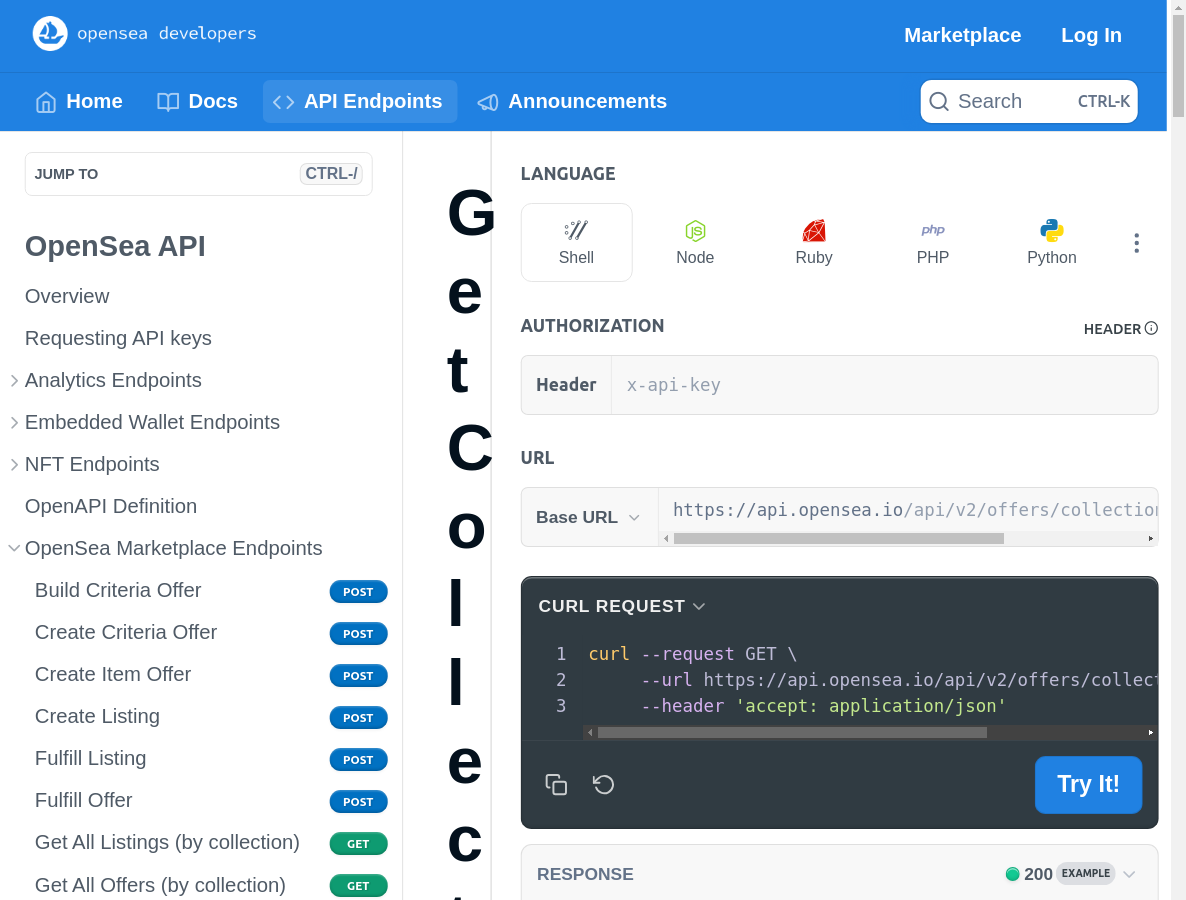 opensea developers
Marketplace
Log In
Home
Docs
API Endpoints
Announcements
Search
CTRL-K
JUMP TO
CTRL-/
OpenSea API
Overview
Requesting API keys
Analytics Endpoints
Embedded Wallet Endpoints
NFT Endpoints
OpenAPI Definition
OpenSea Marketplace Endpoints
Build Criteria Offer POST
Create Criteria Offer POST
Create Item Offer POST
Create Listing POST
Fulfill Listing POST
Fulfill Offer POST
Get All Listings (by collection) GET
Get All Offers (by collection) GET
G
e
t
C
o
l
l
e
c
LANGUAGE
Shell
Node
php
Ruby
PHP
Python
AUTHORIZATION
HEADER
Header
x-api-key
URL
Base URL
https://api.opensea.io/api/v2/offers/collection
CURL REQUEST
1 curl --request GET \
2 --url https://api.opensea.io/api/v2/offers/collect
3 --header 'accept: application/json'
Try It!
RESPONSE
200 EXAMPLE